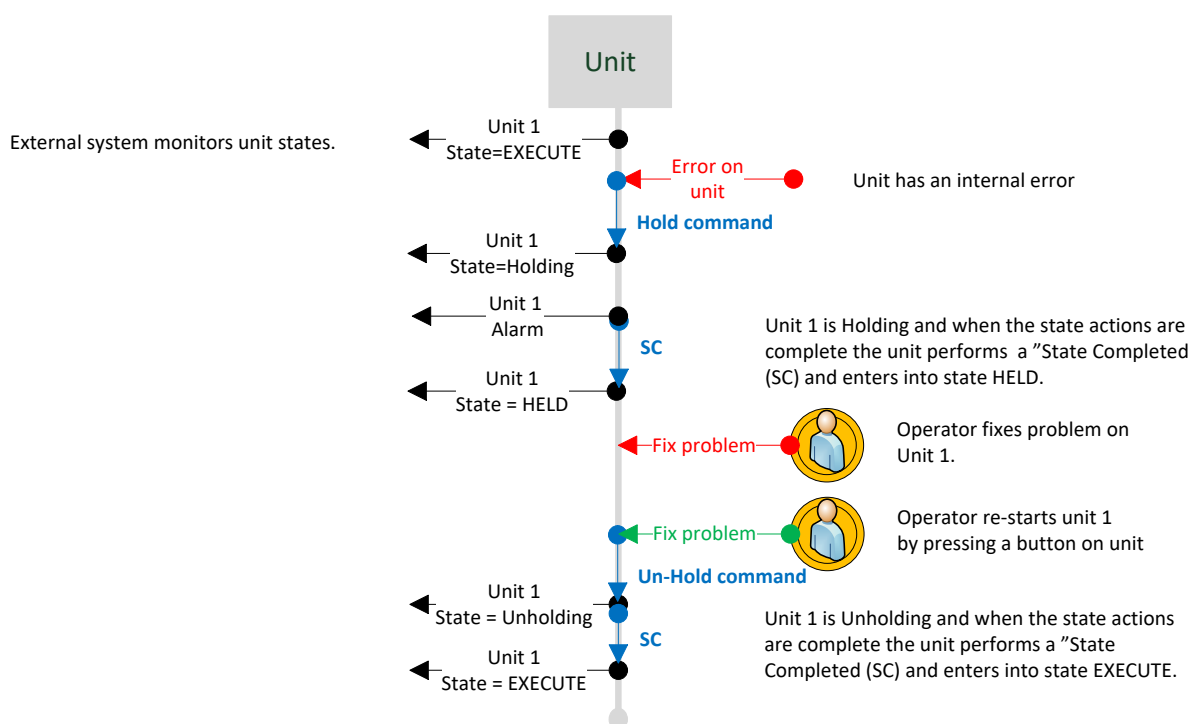 Unit
External system monitors unit states.
Unit 1
State=EXECUTE
Error on
unit
Unit has an internal error
Hold command
Unit 1
State=Holding
Unit 1
Alarm
SC
Unit 1 is Holding and when the state actions are
complete the unit performs  a ”State Completed
(SC) and enters into state HELD.
Unit 1
State = HELD
Fix problem
Operator fixes problem on
Unit 1.
Fix problem
Operator re-starts unit 1
by pressing a button on unit
Un-Hold command
Unit 1
State = Unholding
SC
Unit 1 is Unholding and when the state actions
are complete the unit performs a ”State
Completed (SC) and enters into state EXECUTE.
Unit 1
State = EXECUTE